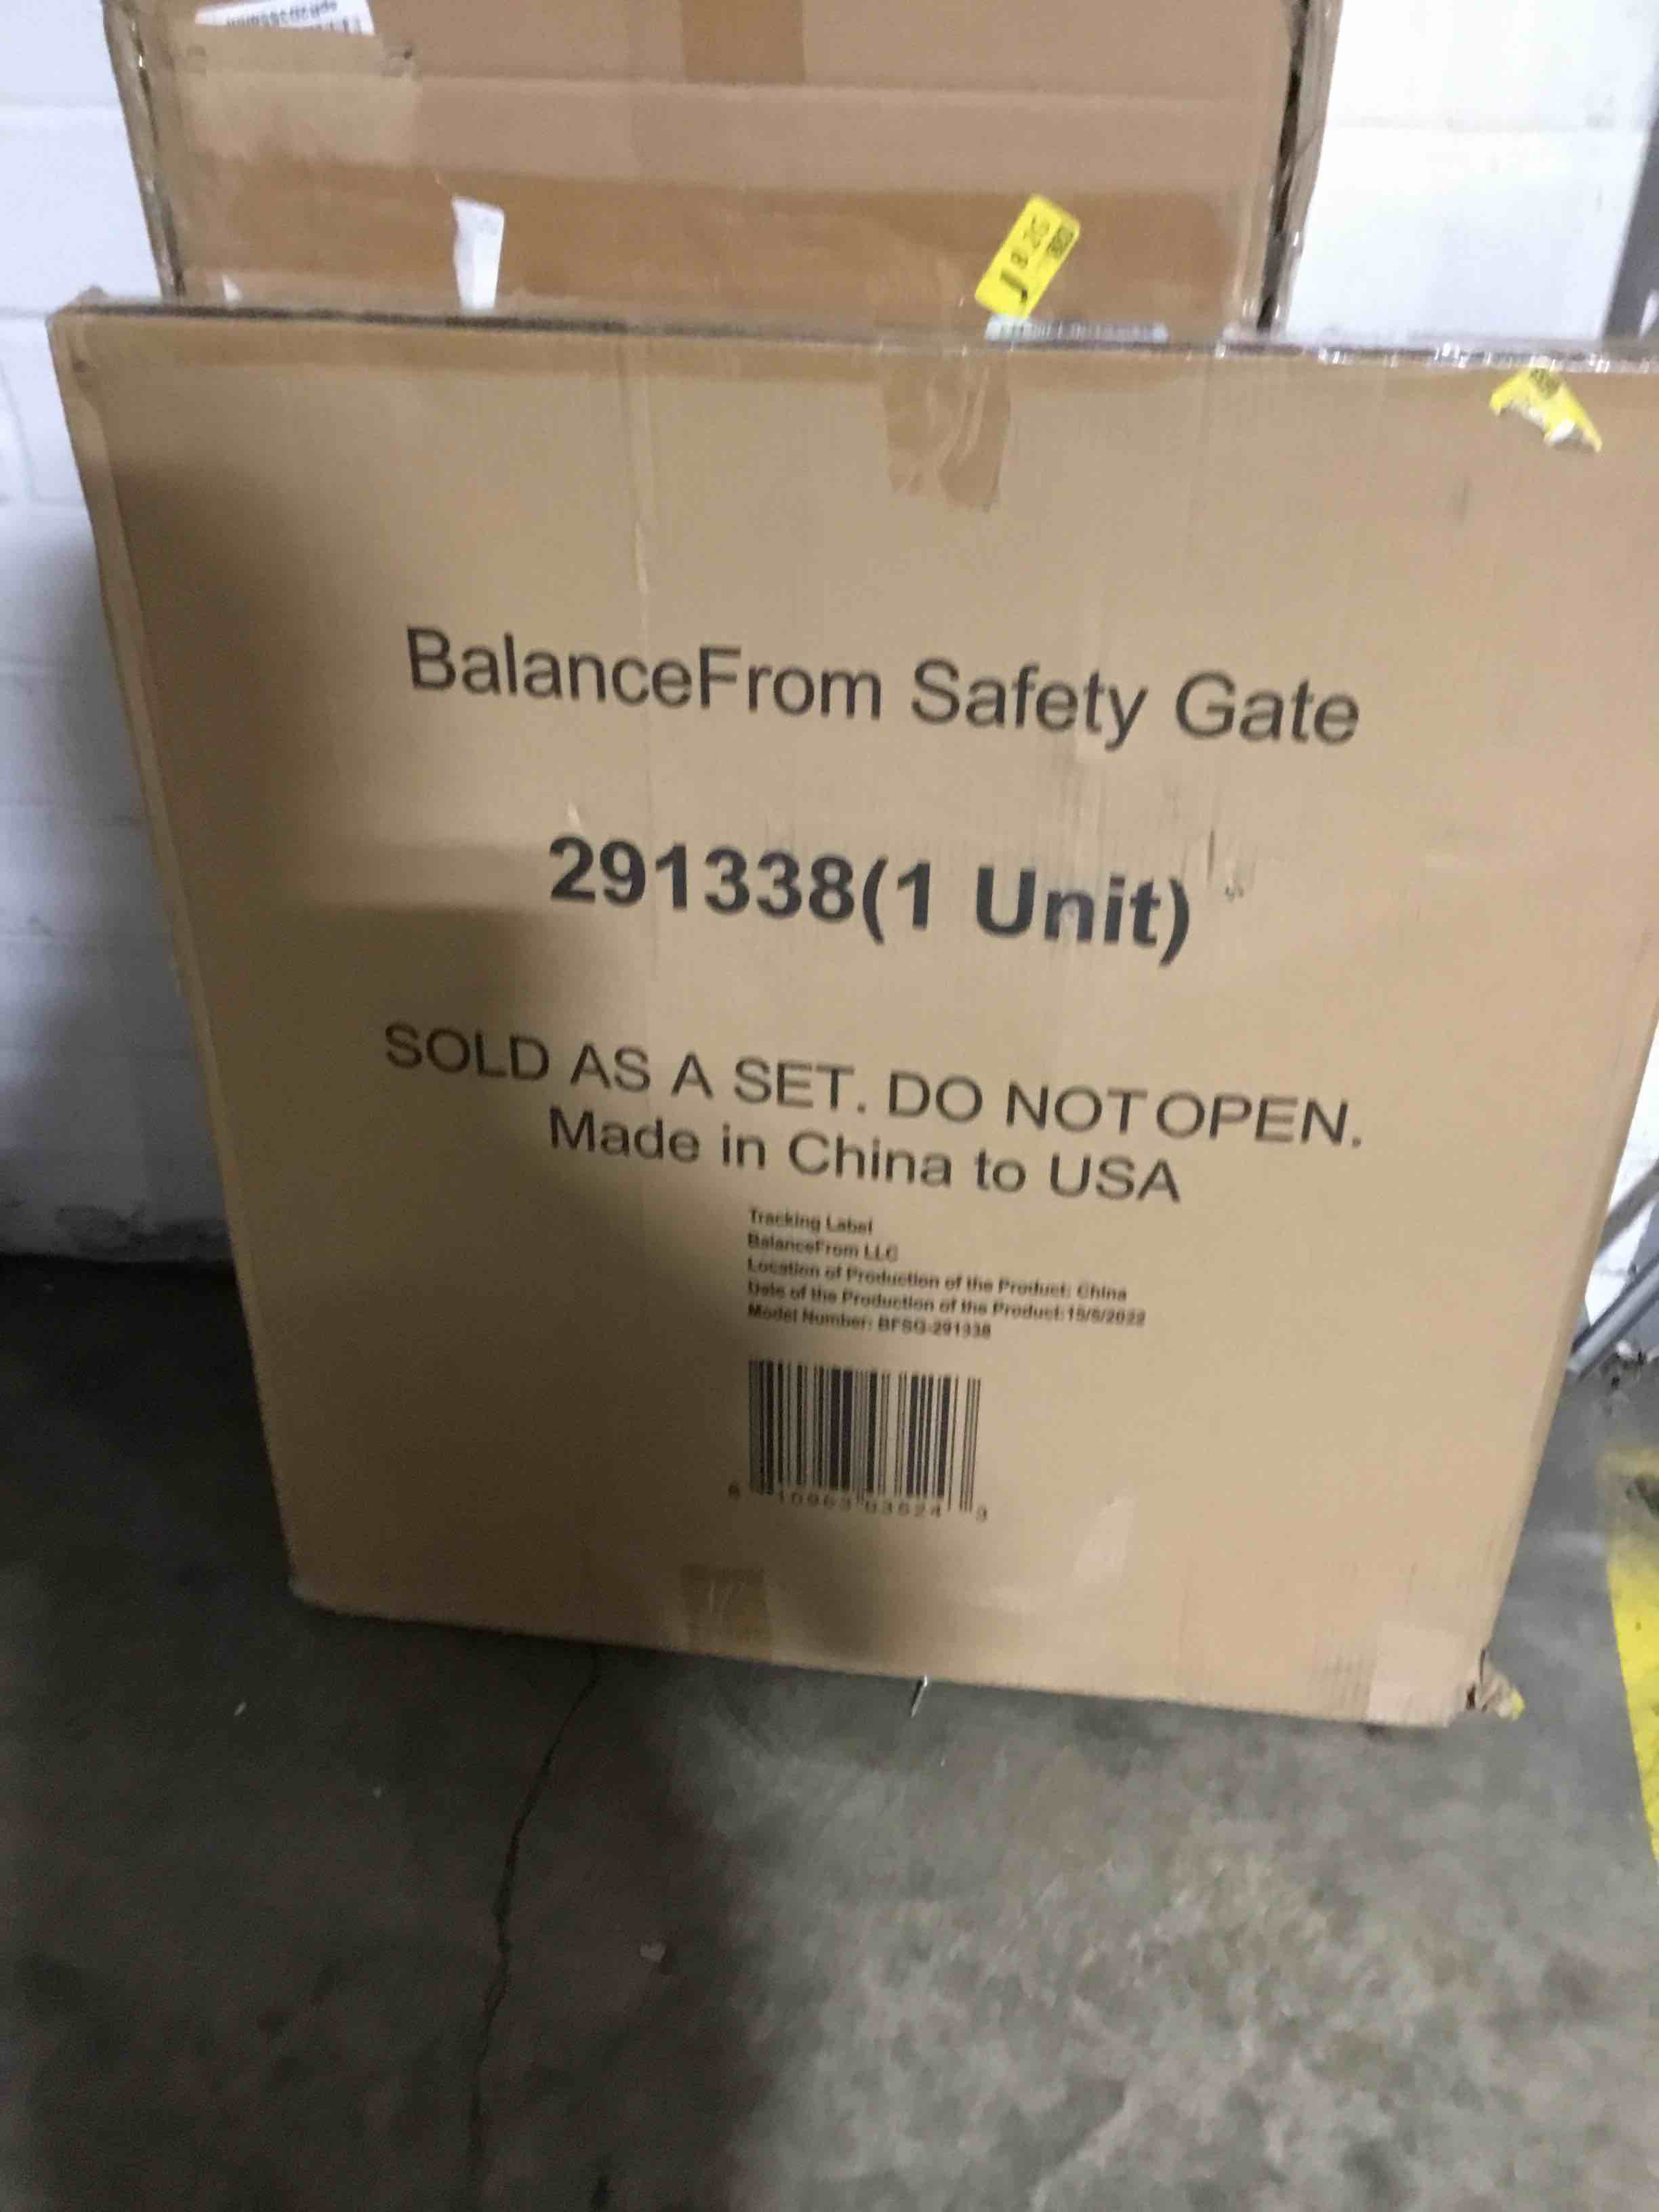 BalanceFrom Safety Gate
291338(1 Unit)
SOLD AS A SET. DO NOT OPEN.
Made in China to USA
Tracking Label
BalanceFrom LLC
Location of Production of the Product: China
Date of the Production of the Product:15/5/2022
Model Number: BFSG-291338